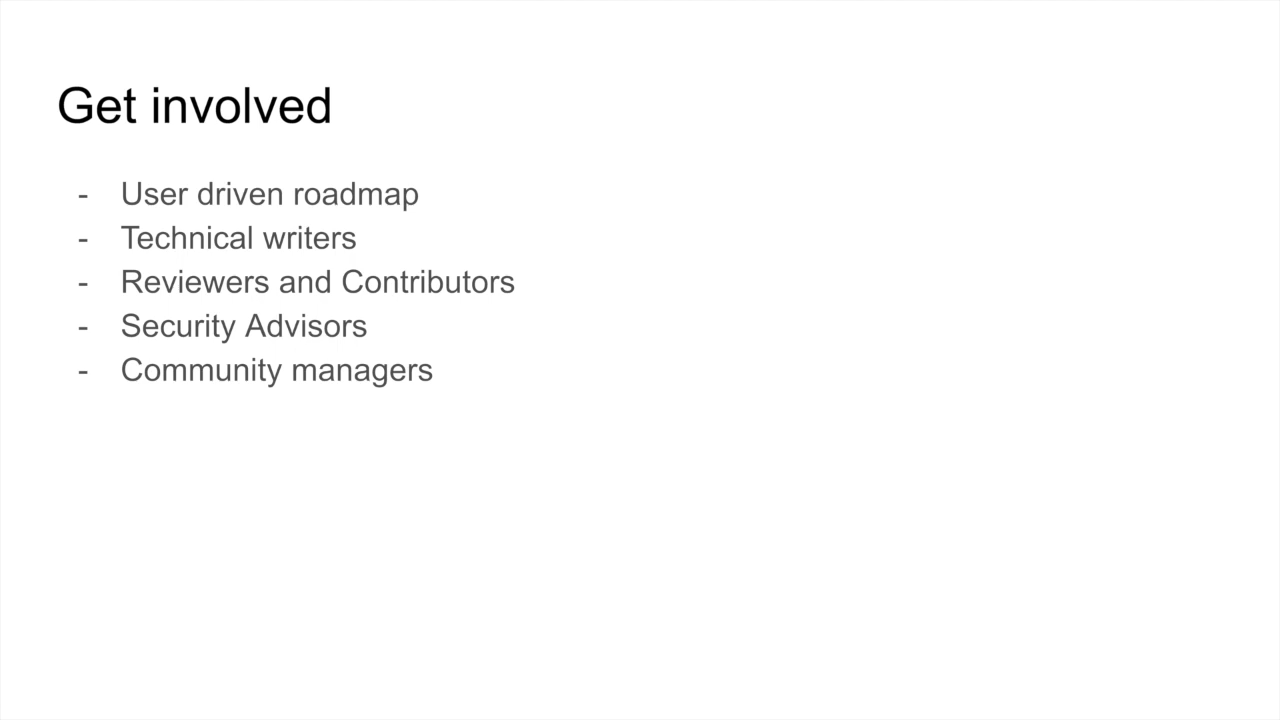 Get involved
- User driven roadmap
- Technical writers
- Reviewers and Contributors
- Security Advisors
- Community managers